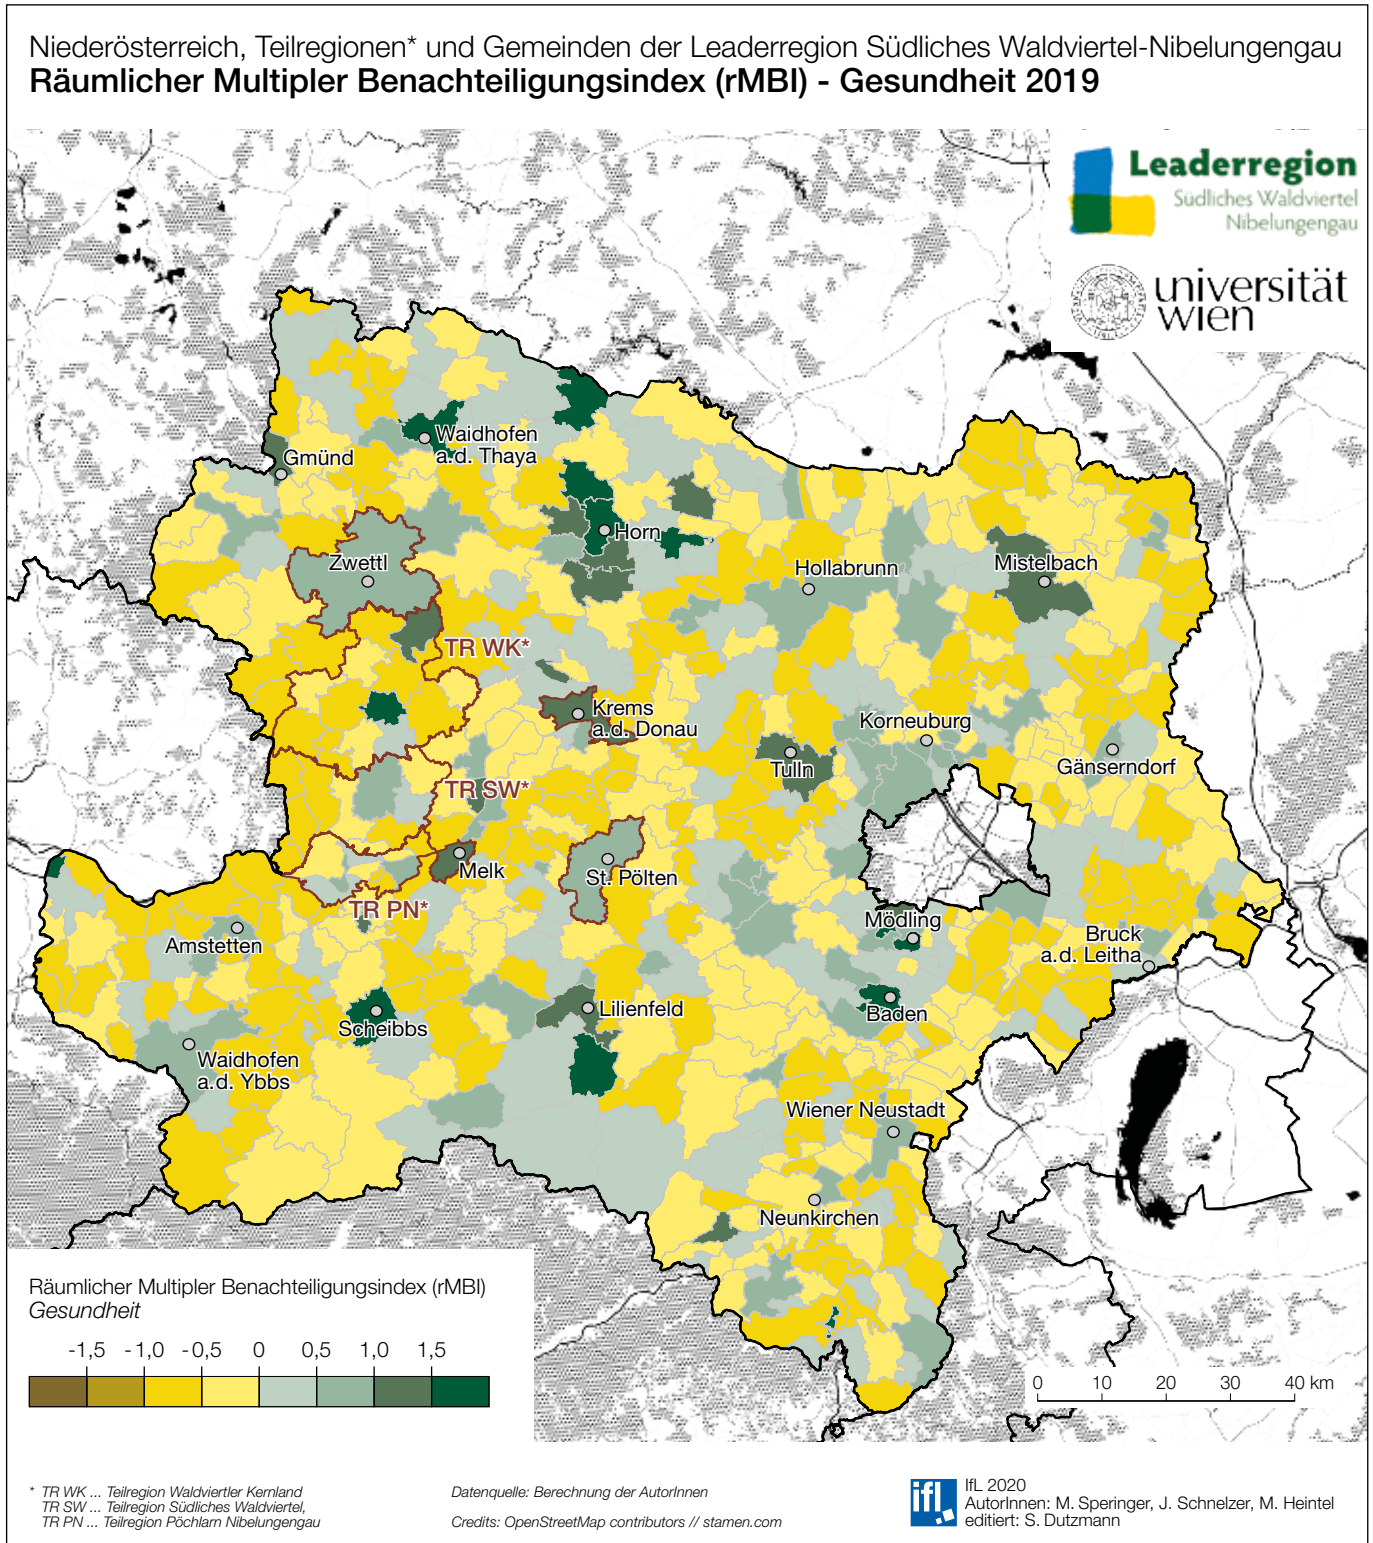 Niederösterreich, Teilregionen* und Gemeinden der Leaderregion Südliches Waldviertel-Nibelungengau
Räumlicher Multipler Benachteiligungsindex (rMBI) - Gesundheit 2019
Leaderregion
Südliches Waldviertel
Nibelungengau
universität
wien
Waidhofen
a.d. Thaya
Gmünd
Horn
Zwettl
Hollabrunn
Mistelbach
TR WK*
Krems
a.d. Donau
Korneuburg
Tulln
Gänserndorf
TR SW*
Melk
St. Pölten
TR PN*
Mödling
Amstetten
Bruck
a.d. Leitha
Lilienfeld
Baden
Scheibbs
Waidhofen
a.d. Ybbs
Wiener Neustadt
Neunkirchen
Räumlicher Multipler Benachteiligungsindex (rMBI)
Gesundheit
-1,5 -1,0 -0,5 0 0,5 1,0 1,5
0 10 20 30 40 km
* TR WK ... Teilregion Waldviertler Kernland
TR SW ... Teilregion Südliches Waldviertel,
TR PN ... Teilregion Pöchlarn Nibelungengau
Datenquelle: Berechnung der AutorInnen
Credits: OpenStreetMap contributors // stamen.com
ifl
IfL 2020
AutorInnen: M. Speringer, J. Schnelzer, M. Heintel
editiert: S. Dutzmann